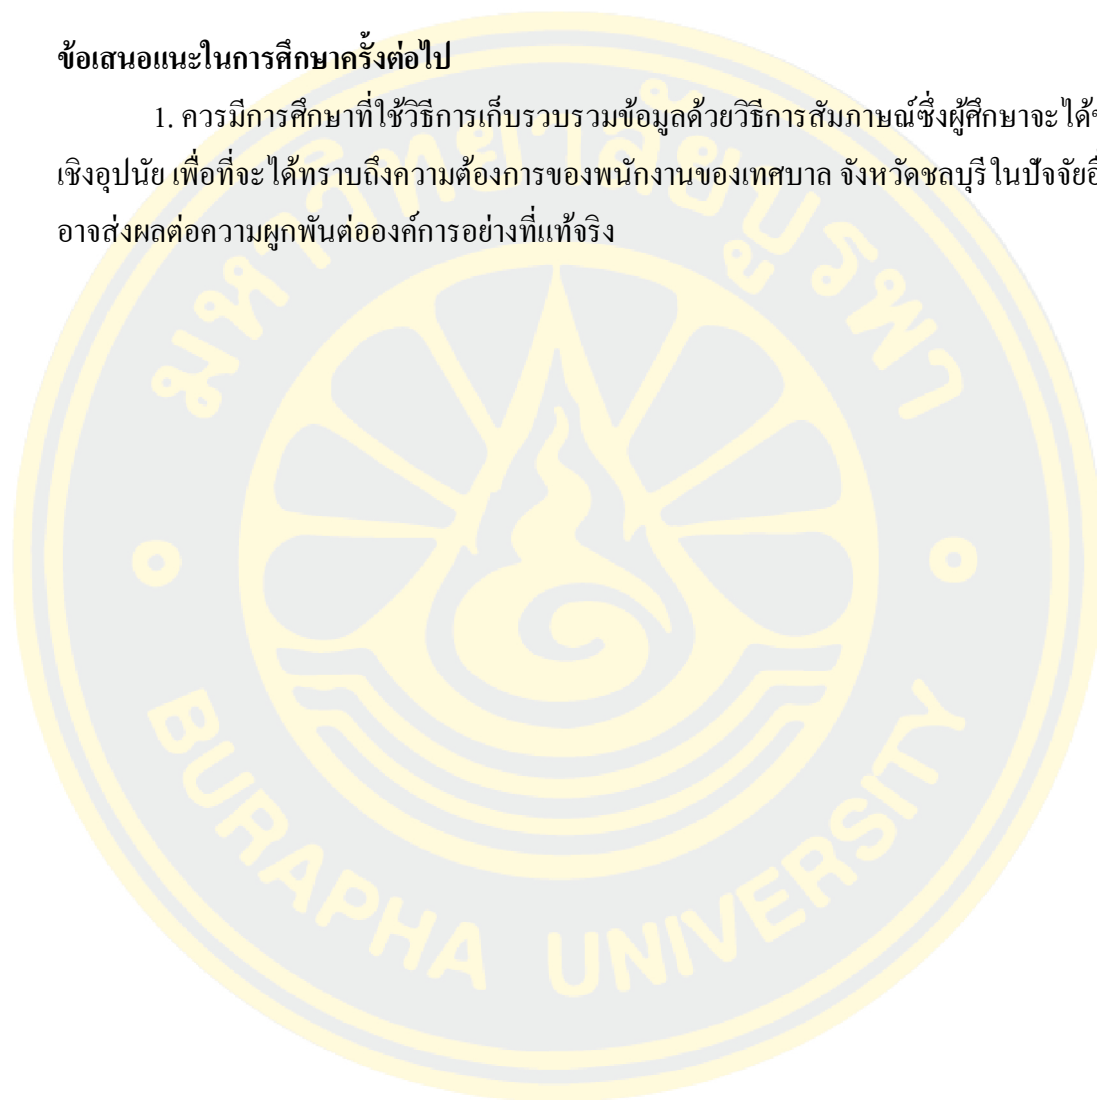 ข้อเสนอแนะในการศึกษาครั้งต่อไป
1. ควรมีการศึกษาที่ใช้วิธีการเก็บรวบรวมข้อมูลด้วยวิธีการสัมภาษณ์ซึ่งผู้ศึกษาจะได้
เชิงอุปนัย เพื่อที่จะได้ทราบถึงความต้องการของพนักงานของเทศบาล จังหวัดชลบุรี ในปัจจัย
อาจส่งผลต่อความผูกพันต่อองค์การอย่างที่แท้จริง
มหาวิทยาลัยบูรพา
BURAPHA UNIVERSITY